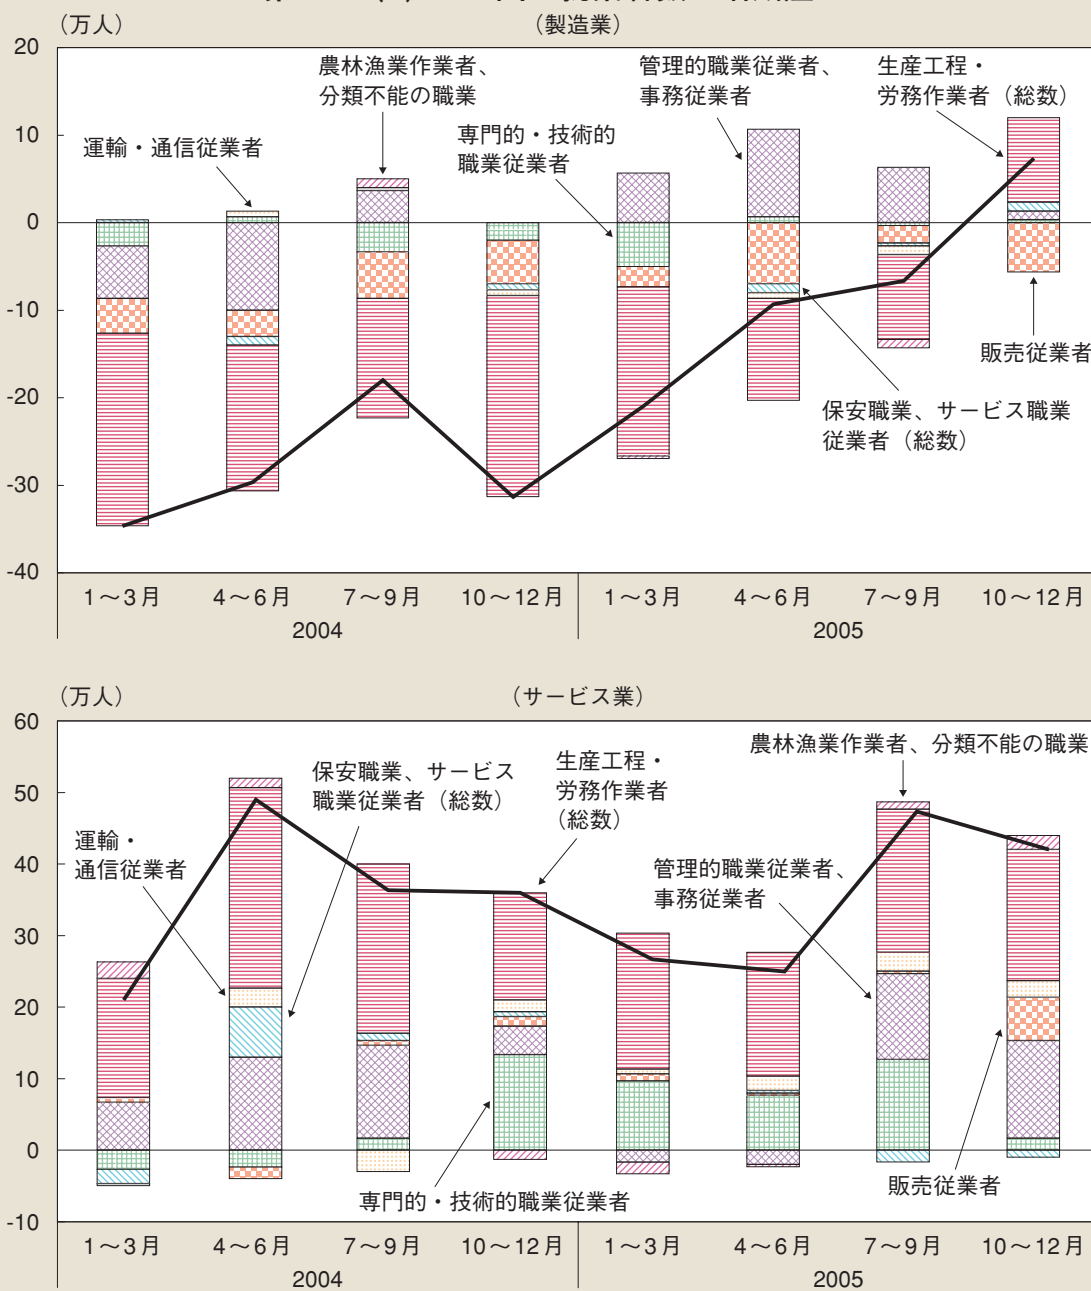 （万人）
（製造業）
20
10
0
-10
-20
-30
-40
運輸・通信従業者
農林漁業作業者、
分類不能の職業
専門的・技術的
職業従業者
管理的職業従業者、
事務従業者
生産工程・
労務作業者（総数）
販売従業者
保安職業、サービス職業
従業者（総数）
1～3月 4～6月 7～9月 10～12月 1～3月 4～6月 7～9月 10～12月
2004 2005
（万人）
（サービス業）
60
50
40
30
20
10
0
-10
運輸・
通信従業者
保安職業、サービス
職業従業者（総数）
生産工程・
労務作業者
（総数）
農林漁業作業者、分類不能の職業
管理的職業従業者、
事務従業者
専門的・技術的職業従業者
販売従業者
1～3月 4～6月 7～9月 10～12月 1～3月 4～6月 7～9月 10～12月
2004 2005